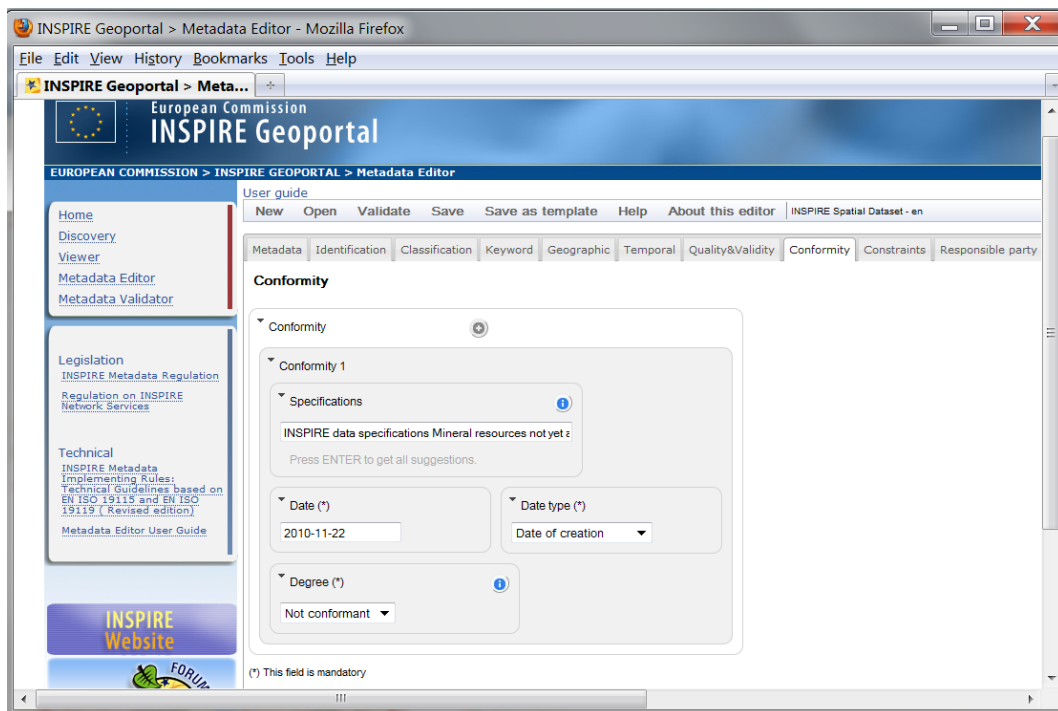 INSPIRE Geoportal > Metadata Editor - Mozilla Firefox
File Edit View History Bookmarks Tools Help
INSPIRE Geoportal > Meta...
European Commission
INSPIRE Geoportal
EUROPEAN COMMISSION > INSPIRE GEOPORTAL > Metadata Editor
Home
Discovery
Viewer
Metadata Editor
Metadata Validator
Legislation
INSPIRE Metadata Regulation
Regulation on INSPIRE
Network Services
Technical
INSPIRE Metadata
Implementing Rules:
Technical Guidelines based on
EN ISO 19115 and EN ISO
19119 ( Revised edition)
Metadata Editor User Guide
INSPIRE
Website
FORUM
User guide
New Open Validate Save Save as template Help About this editor INSPIRE Spatial Dataset - en
Metadata Identification Classification Keyword Geographic Temporal Quality&Validity Conformity Constraints Responsible party
Conformity
Conformity
Conformity 1
Specifications
INSPIRE data specifications Mineral resources not yet a
Press ENTER to get all suggestions.
Date (*)
2010-11-22
Date type (*)
Date of creation
Degree (*)
Not conformant
(*) This field is mandatory